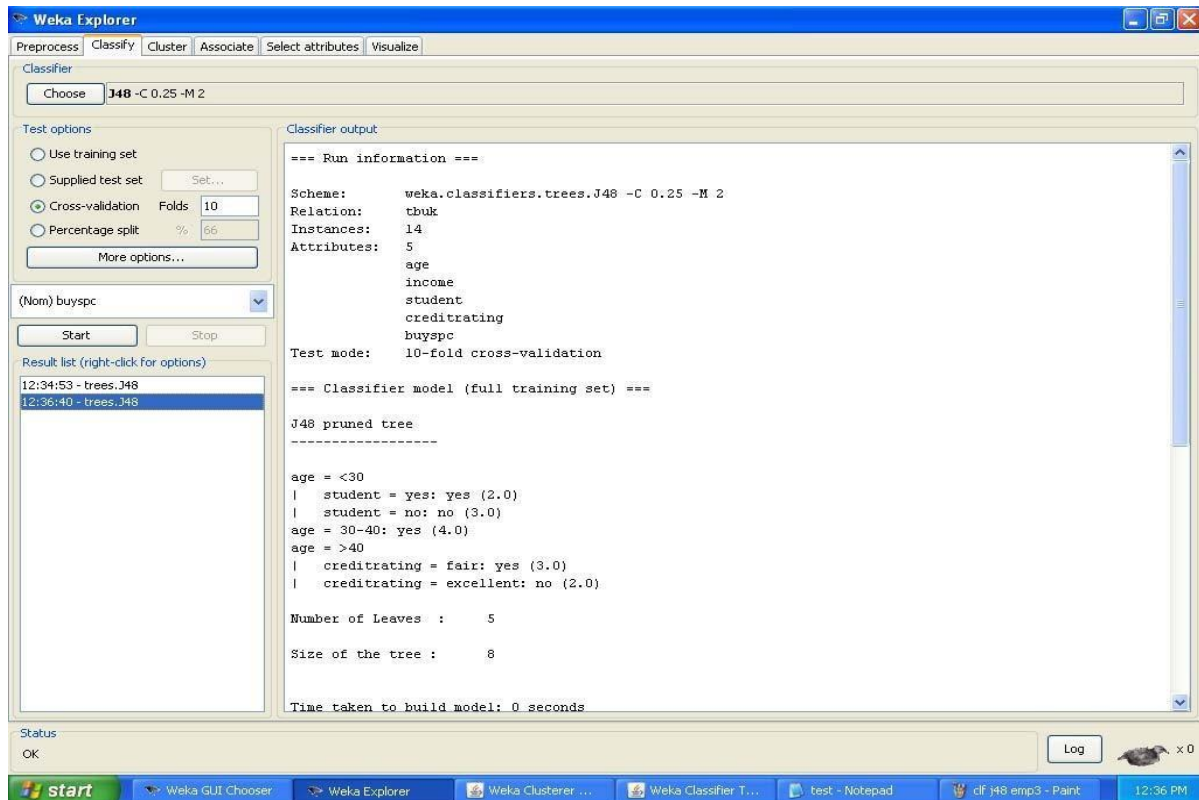 Weka Explorer
Preprocess Classify Cluster Associate Select attributes Visualize
Classifier
Choose J48 -C 0.25 -M 2
Test options
Use training set
Supplied test set Set...
Cross-validation Folds 10
Percentage split % 66
More options...
(Nom) buyspc
Start Stop
Result list (right-click for options)
12:34:53 - trees.J48
12:36:40 - trees.J48
Classifier output
=== Run information ===
Scheme: weka.classifiers.trees.J48 -C 0.25 -M 2
Relation: tbuk
Instances: 14
Attributes: 5
age
income
student
creditrating
buyspc
Test mode: 10-fold cross-validation
=== Classifier model (full training set) ===
J48 pruned tree
------------------
age = <30
| student = yes: yes (2.0)
| student = no: no (3.0)
age = 30-40: yes (4.0)
age = >40
| creditrating = fair: yes (3.0)
| creditrating = excellent: no (2.0)
Number of Leaves : 5
Size of the tree : 8
Time taken to build model: 0 seconds
Status
OK
Log x 0
start Weka GUI Chooser Weka Explorer Weka Clusterer ... Weka Classifier T... test - Notepad clf j48 emp3 - Paint 12:36 PM